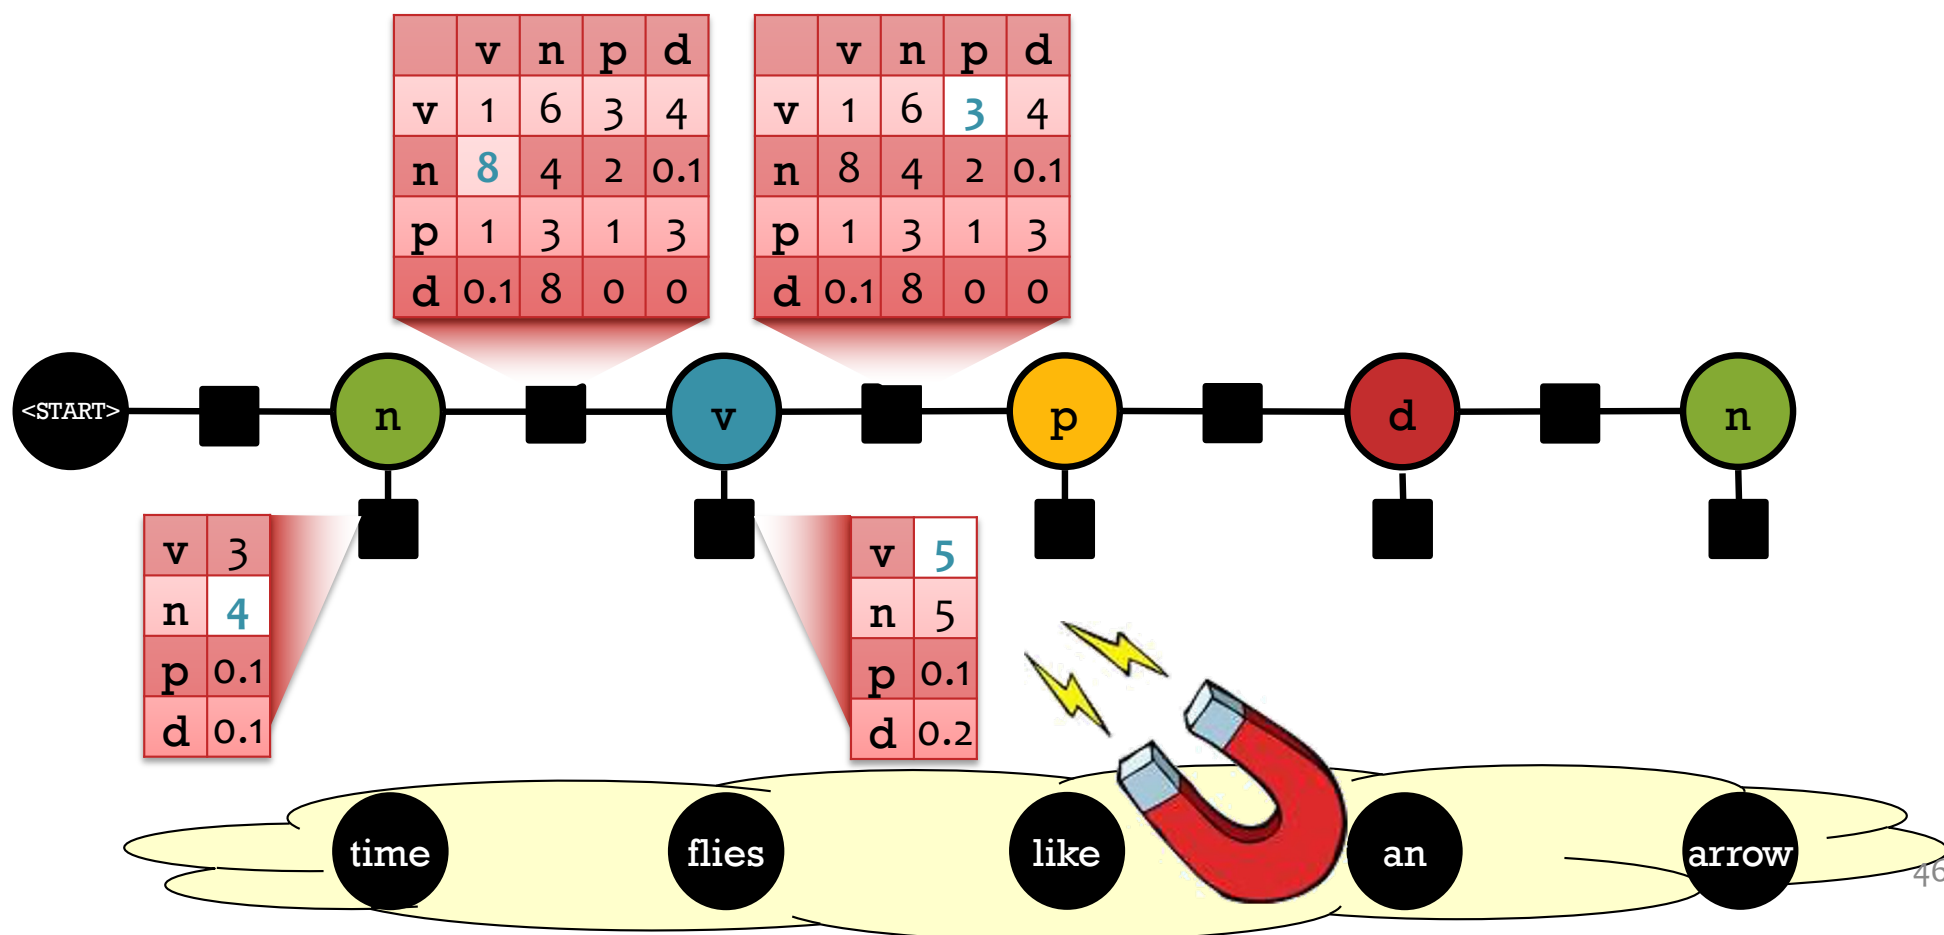 v n p d
v 1 6 3 4
n 8 4 2 0.1
p 1 3 1 3
d 0.1 8 0 0
v n p d
v 1 6 3 4
n 8 4 2 0.1
p 1 3 1 3
d 0.1 8 0 0
<START> n v p d n
v 3
n 4
p 0.1
d 0.1
v 5
n 5
p 0.1
d 0.2
time flies like an arrow
46